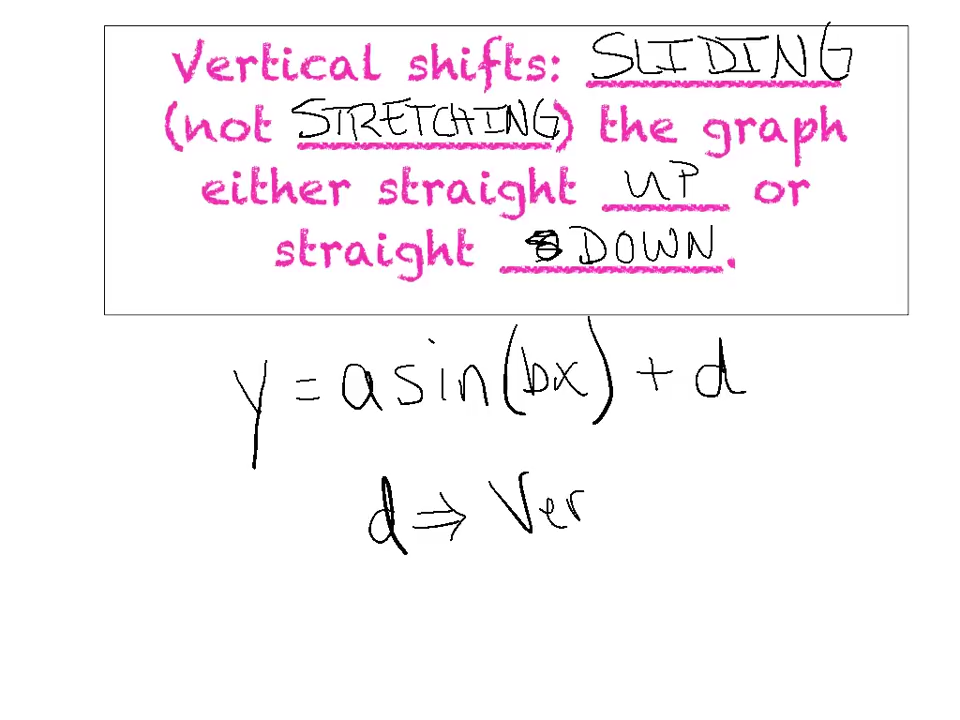 Vertical shifts: SLIDING
(not STRETCHING) the graph
either straight UP or
straight DOWN.
y = a sin(bx) + d
d ⇒ Ver